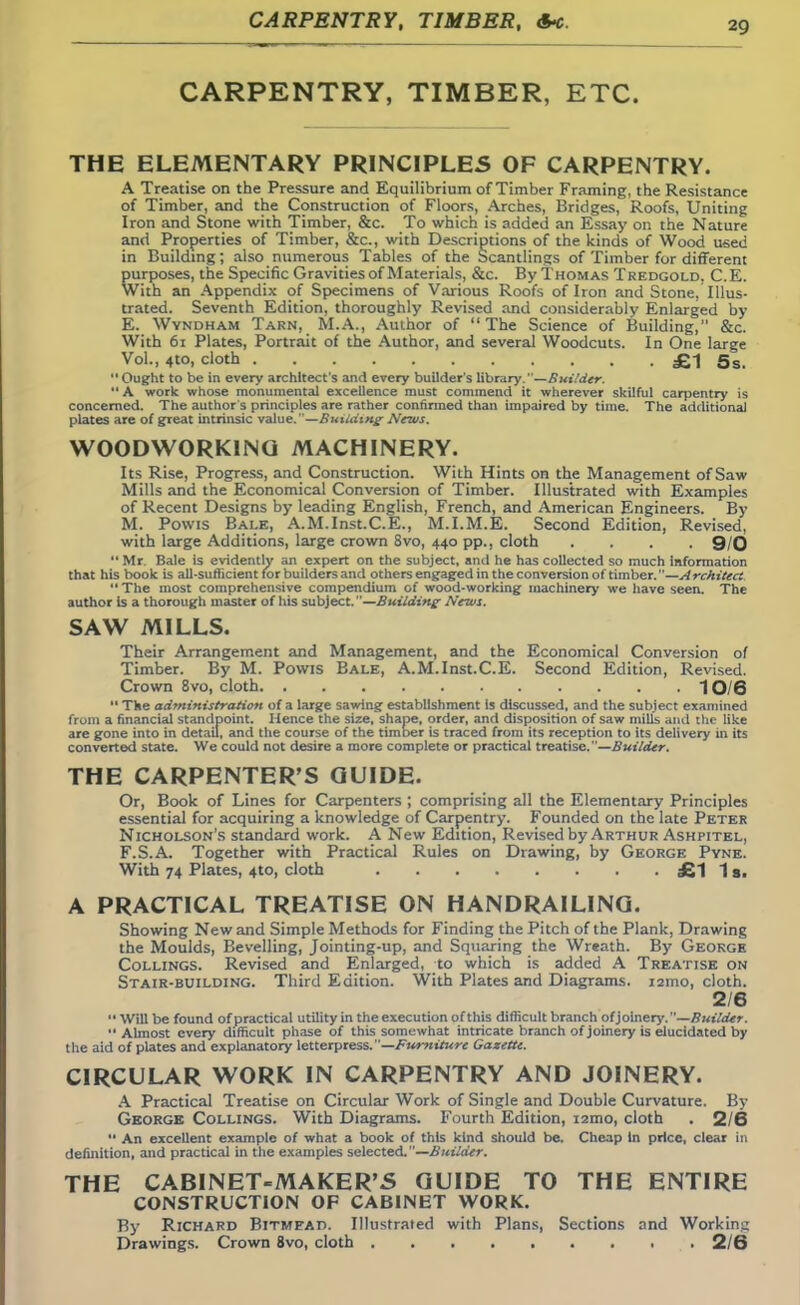 CARPENTRY, TIMBER, &c.
29
CARPENTRY, TIMBER, ETC.
THE ELEMENTARY PRINCIPLES OF CARPENTRY.
A Treatise on the Pressure and Equilibrium of Timber Framing, the Resistance
of Timber, and the Construction of Floors, Arches, Bridges, Roofs, Uniting
Iron and Stone with Timber, &c. To which is added an Essay on the Nature
and Properties of Timber, &c., with Descriptions of the kinds of Wood used
in Building; also numerous Tables of the Scantlings of Timber for different
purposes, the Specific Gravities of Materials, &c. By THOMAS TREDGOLD, C.E.
With an Appendix of Specimens of Various Roofs of Iron and Stone, Illus-
trated. Seventh Edition, thoroughly Revised and considerably Enlarged by
E. WYNDHAM TARN, M.A., Author of "The Science of Building," &c.
With 61 Plates, Portrait of the Author, and several Woodcuts. In One large
Vol., 4to, cloth . . . . . . . . . . . . £1 5s.
"Ought to be in every architect's and every builder's library."—Builder.
"A work whose monumental excellence must commend it wherever skilful carpentry is
concerned. The author's principles are rather confirmed than impaired by time. The additional
plates are of great intrinsic value."—Building News.
WOODWORKING MACHINERY.
Its Rise, Progress, and Construction. With Hints on the Management of Saw
Mills and the Economical Conversion of Timber. Illustrated with Examples
of Recent Designs by leading English, French, and American Engineers. By
M. POWIS BALE, A.M.Inst.C.E., M.I.M.E. Second Edition, Revised,
with large Additions, large crown 8vo, 440 pp., cloth . . . . 9/0
"Mr. Bale is evidently an expert on the subject, and he has collected so much information
that his book is all-sufficient for builders and others engaged in the conversion of timber."—Architect.
"The most comprehensive compendium of wood-working machinery we have seen. The
author is a thorough master of his subject."—Building News.
SAW MILLS.
Their Arrangement and Management, and the Economical Conversion of
Timber. By M. POWIS BALE, A.M.Inst.C.E. Second Edition, Revised.
Crown 8vo, cloth. . . . . . . . . . . . 10/6
"The administration of a large sawing establishment is discussed, and the subject examined
from a financial standpoint. Hence the size, shape, order, and disposition of saw mills and the like
are gone into in detail, and the course of the timber is traced from its reception to its delivery in its
converted state. We could not desire a more complete or practical treatise."—Builder.
THE CARPENTER'S GUIDE.
Or, Book of Lines for Carpenters; comprising all the Elementary Principles
essential for acquiring a knowledge of Carpentry. Founded on the late PETER
NICHOLSON'S standard work. A New Edition, Revised by ARTHUR ASHPITEL,
F.S.A. Together with Practical Rules on Drawing, by GEORGE PYNE.
With 74 Plates, 4to, cloth . . . . . . . . £1 1s.
A PRACTICAL TREATISE ON HANDRAILING.
Showing New and Simple Methods for Finding the Pitch of the Plank, Drawing
the Moulds, Bevelling, Jointing-up, and Squaring the Wreath. By GEORGE
COLLINGS. Revised and Enlarged, to which is added A TREATISE ON
STAIR-BUILDING. Third Edition. With Plates and Diagrams. 12mo, cloth.
2/6
"Will be found of practical utility in the execution of this difficult branch of joinery."—Builder.
"Almost every difficult phase of this somewhat intricate branch of joinery is elucidated by
the aid of plates and explanatory letterpress."—Furniture Gazette.
CIRCULAR WORK IN CARPENTRY AND JOINERY.
A Practical Treatise on Circular Work of Single and Double Curvature. By
GEORGE COLLINGS. With Diagrams. Fourth Edition, 12mo, cloth . 2/6
"An excellent example of what a book of this kind should be. Cheap in price, clear in
definition, and practical in the examples selected."—Builder.
THE CABINET-MAKER'S GUIDE TO THE ENTIRE
CONSTRUCTION OF CABINET WORK.
By RICHARD BITMEAD. Illustrated with Plans, Sections and Working
Drawings. Crown 8vo, cloth . . . . . . . . . 2/6